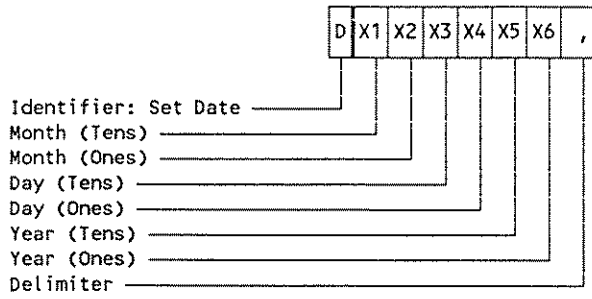 D X1 X2 X3 X4 X5 X6 ,
Identifier: Set Date
Month (Tens)
Month (Ones)
Day (Tens)
Day (Ones)
Year (Tens)
Year (Ones)
Delimiter